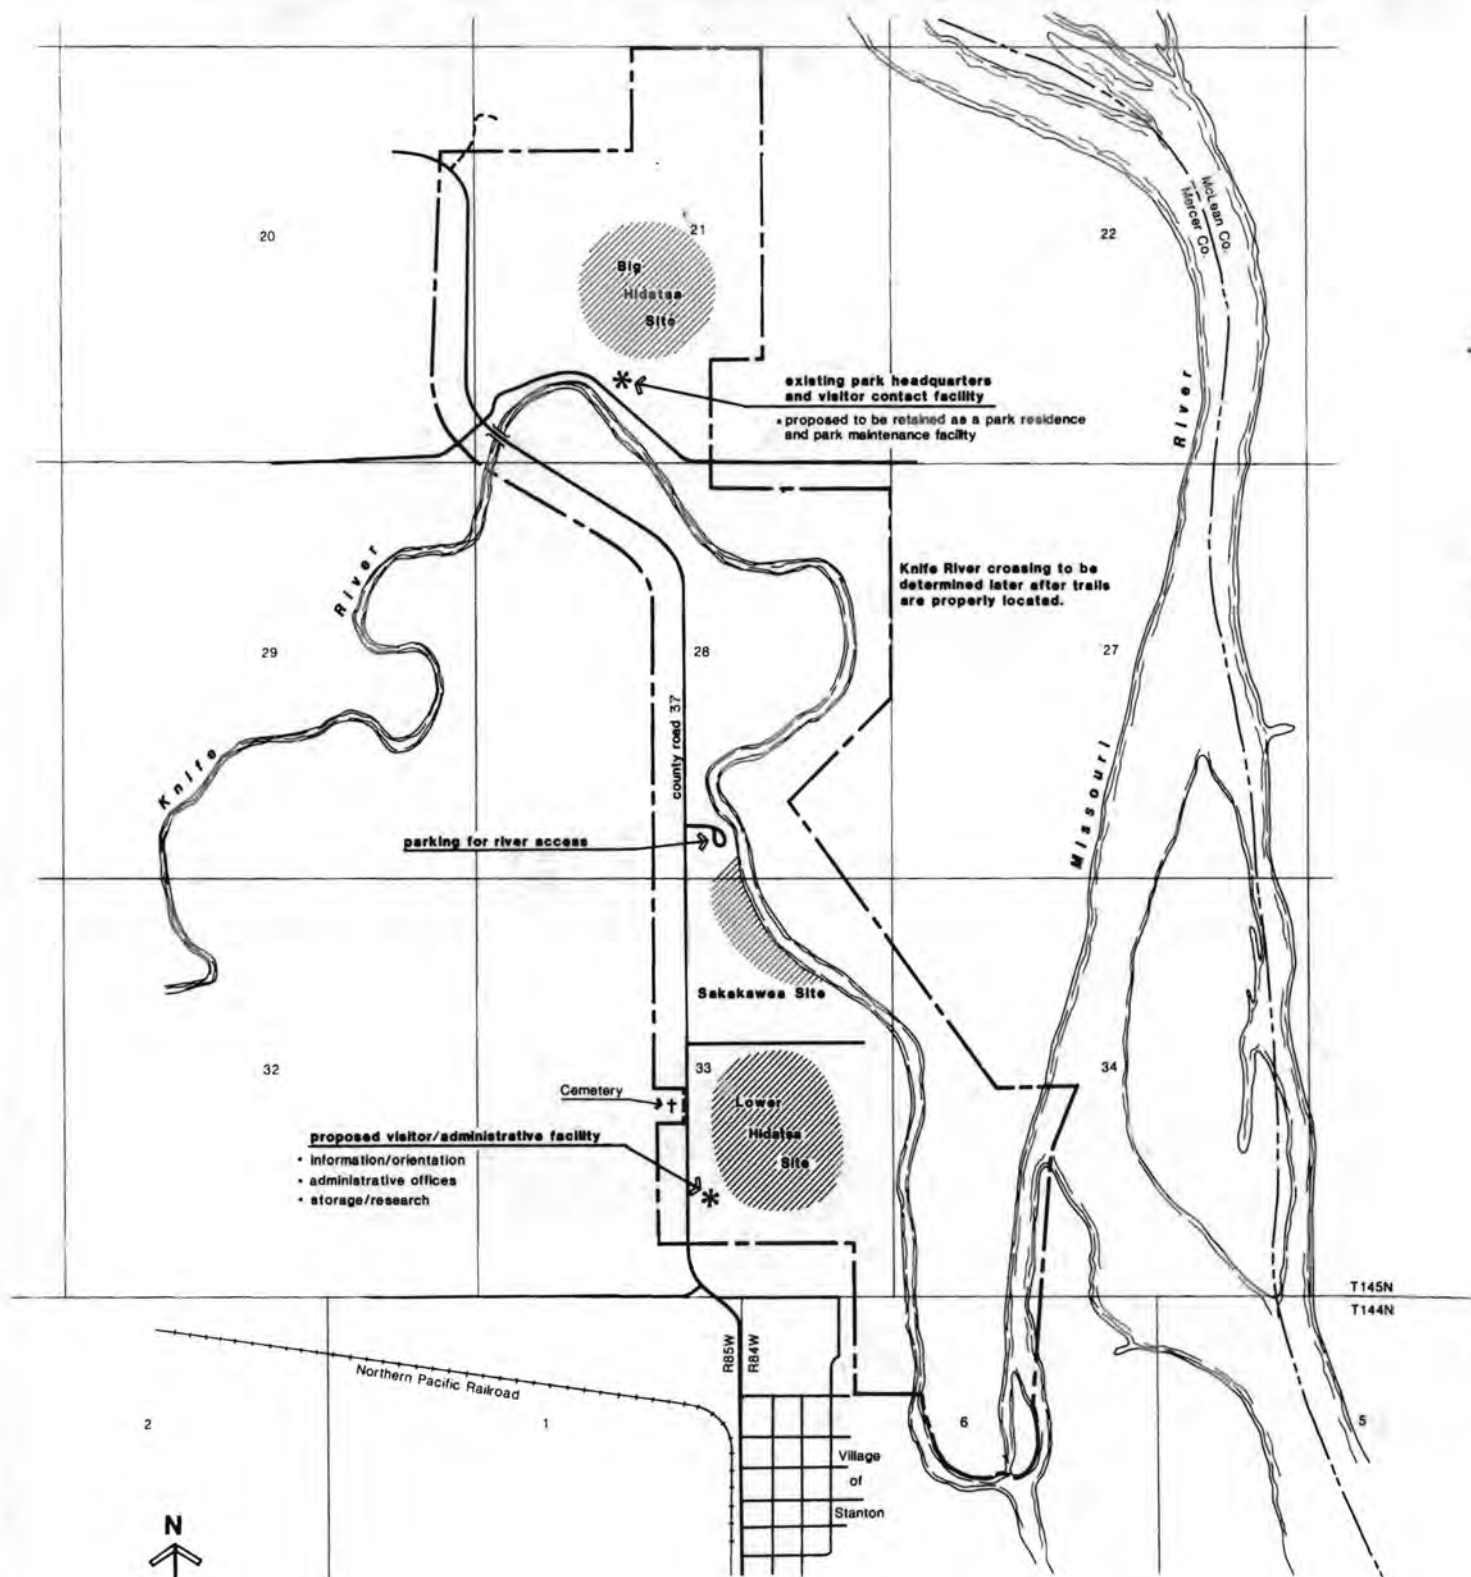 McLean Co.
Mercer Co.
20
21
22
Big
Hidatsa
Site
existing park headquarters
and visitor contact facility
• proposed to be retained as a park residence
and park maintenance facility
River
River
Knife River crossing to be
determined later after trails
are properly located.
29
28
27
county road 37
Knife
Missouri
parking for river access
Sakakawea Site
32
33
34
Cemetery
Lower
Hidatsa
Site
proposed visitor/administrative facility
• information/orientation
• administrative offices
• storage/research
T145N
T144N
R85W
R84W
Northern Pacific Railroad
2
1
6
5
Village
of
Stanton
N